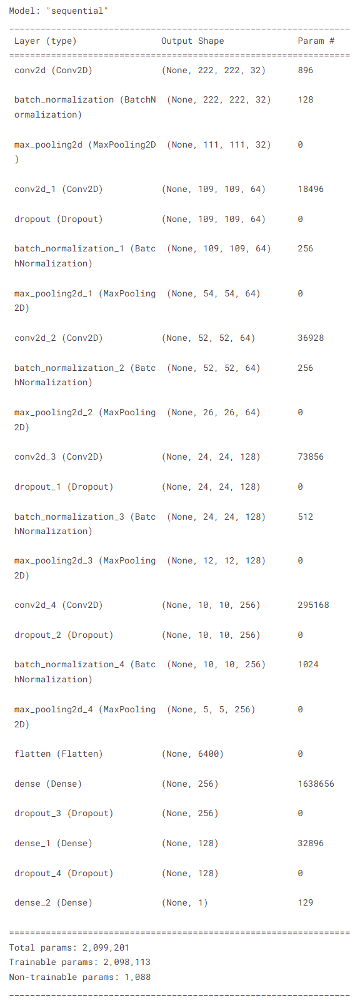 Model: "sequential"
_________________________________________________________________
Layer (type) Output Shape Param #
=================================================================
conv2d (Conv2D) (None, 222, 222, 32) 896
batch_normalization (BatchN (None, 222, 222, 32) 128
ormalization)
max_pooling2d (MaxPooling2D (None, 111, 111, 32) 0
)
conv2d_1 (Conv2D) (None, 109, 109, 64) 18496
dropout (Dropout) (None, 109, 109, 64) 0
batch_normalization_1 (Batc (None, 109, 109, 64) 256
hNormalization)
max_pooling2d_1 (MaxPooling (None, 54, 54, 64) 0
2D)
conv2d_2 (Conv2D) (None, 52, 52, 64) 36928
batch_normalization_2 (Batc (None, 52, 52, 64) 256
hNormalization)
max_pooling2d_2 (MaxPooling (None, 26, 26, 64) 0
2D)
conv2d_3 (Conv2D) (None, 24, 24, 128) 73856
dropout_1 (Dropout) (None, 24, 24, 128) 0
batch_normalization_3 (Batc (None, 24, 24, 128) 512
hNormalization)
max_pooling2d_3 (MaxPooling (None, 12, 12, 128) 0
2D)
conv2d_4 (Conv2D) (None, 10, 10, 256) 295168
dropout_2 (Dropout) (None, 10, 10, 256) 0
batch_normalization_4 (Batc (None, 10, 10, 256) 1024
hNormalization)
max_pooling2d_4 (MaxPooling (None, 5, 5, 256) 0
2D)
flatten (Flatten) (None, 6400) 0
dense (Dense) (None, 256) 1638656
dropout_3 (Dropout) (None, 256) 0
dense_1 (Dense) (None, 128) 32896
dropout_4 (Dropout) (None, 128) 0
dense_2 (Dense) (None, 1) 129
=================================================================
Total params: 2,099,201
Trainable params: 2,098,113
Non-trainable params: 1,088
_________________________________________________________________